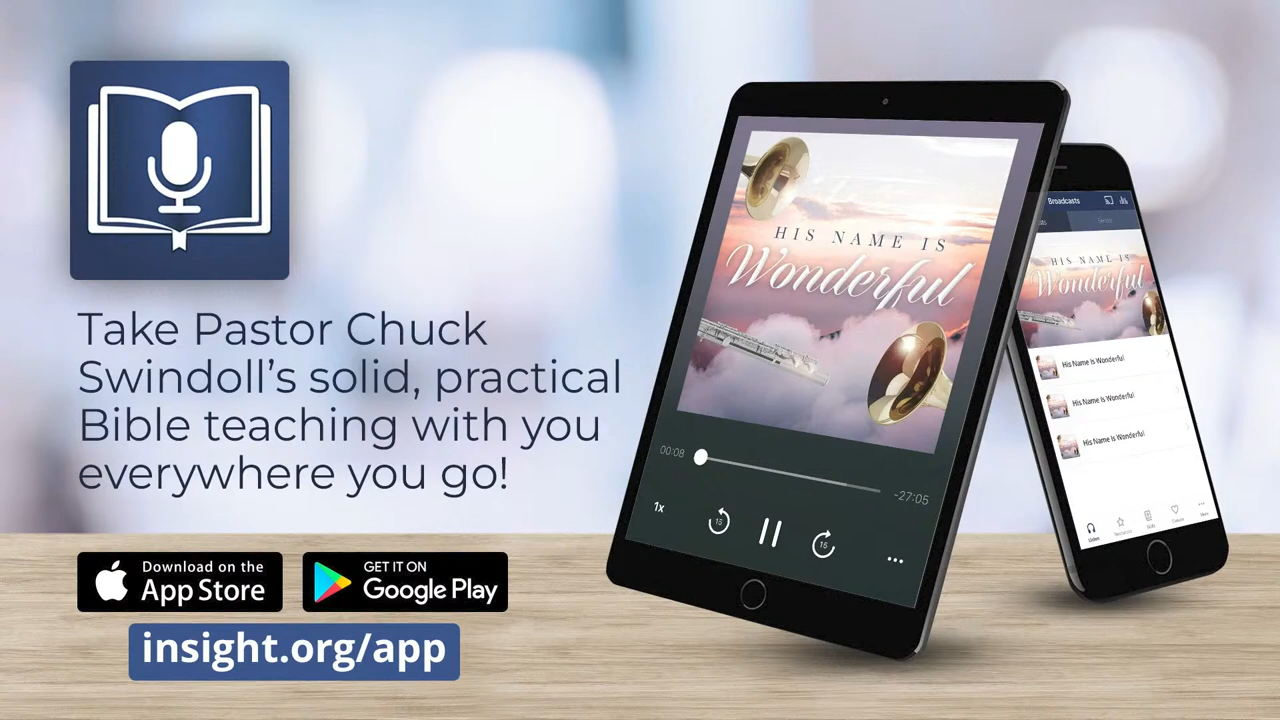 Take Pastor Chuck
Swindoll's solid, practical
Bible teaching with you
everywhere you go!
Download on the
App Store
GET IT ON
Google Play
insight.org/app
HIS NAME IS
Wonderful
00:08
-27:05
1x
15
15
Broadcasts
HIS NAME IS
Wonderful
His Name Is Wonderful
His Name Is Wonderful
His Name Is Wonderful
Listen